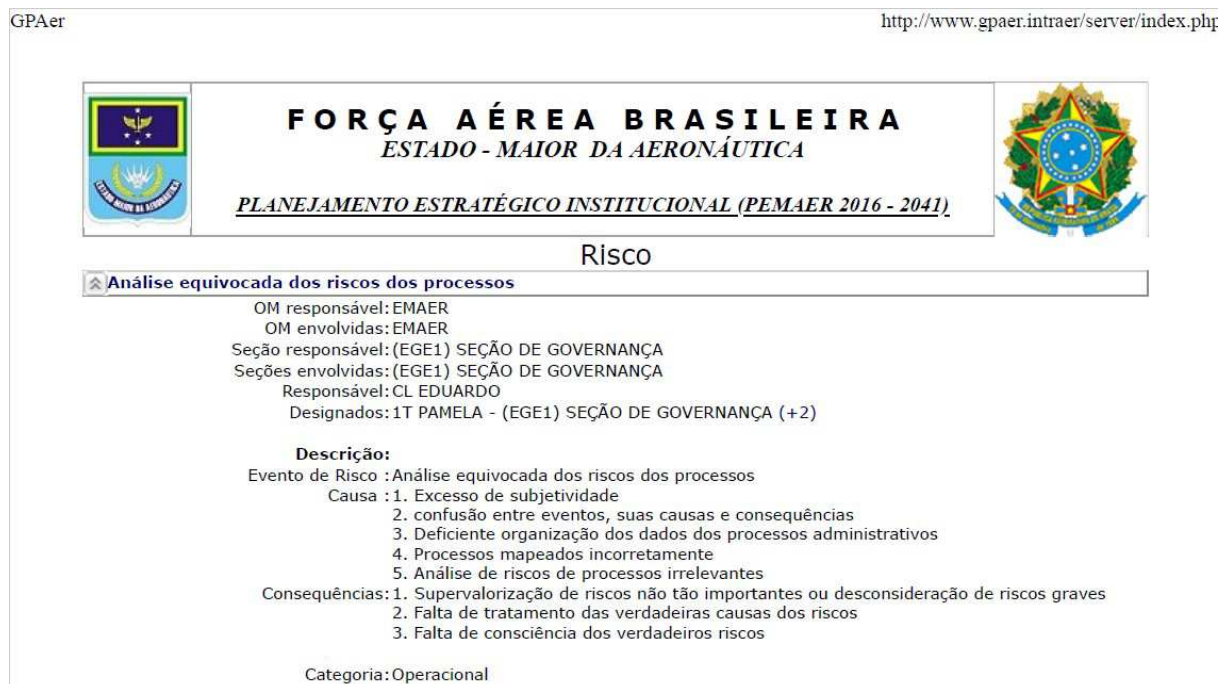 GPAer
http://www.gpaer.intraer/server/index.php
FORÇA AÉREA BRASILEIRA
ESTADO - MAIOR DA AERONÁUTICA
PLANEJAMENTO ESTRATÉGICO INSTITUCIONAL (PEMAER 2016 - 2041)
ESTADO MAIOR DA AERONÁUTICA
Risco
Análise equivocada dos riscos dos processos
OM responsável: EMAER
OM envolvidas: EMAER
Seção responsável: (EGE1) SEÇÃO DE GOVERNANÇA
Seções envolvidas: (EGE1) SEÇÃO DE GOVERNANÇA
Responsável: CL EDUARDO
Designados: 1T PAMELA - (EGE1) SEÇÃO DE GOVERNANÇA (+2)
Descrição:
Evento de Risco : Análise equivocada dos riscos dos processos
Causa : 1. Excesso de subjetividade
2. confusão entre eventos, suas causas e consequências
3. Deficiente organização dos dados dos processos administrativos
4. Processos mapeados incorretamente
5. Análise de riscos de processos irrelevantes
Consequências: 1. Supervalorização de riscos não tão importantes ou desconsideração de riscos graves
2. Falta de tratamento das verdadeiras causas dos riscos
3. Falta de consciência dos verdadeiros riscos
Categoria: Operacional